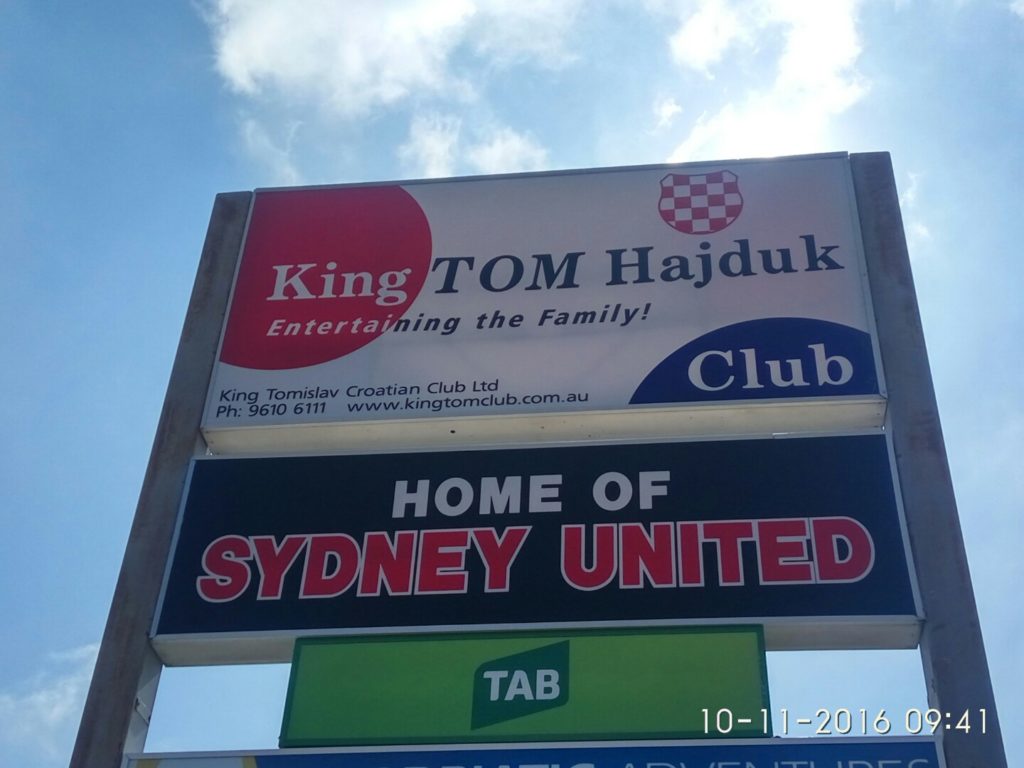 King TOM Hajduk
Entertaining the Family!
Club
King Tomislav Croatian Club Ltd
Ph: 9610 6111 www.kingtomclub.com.au
HOME OF
SYDNEY UNITED
TAB
10-11-2016 09:41
ADVENTURES